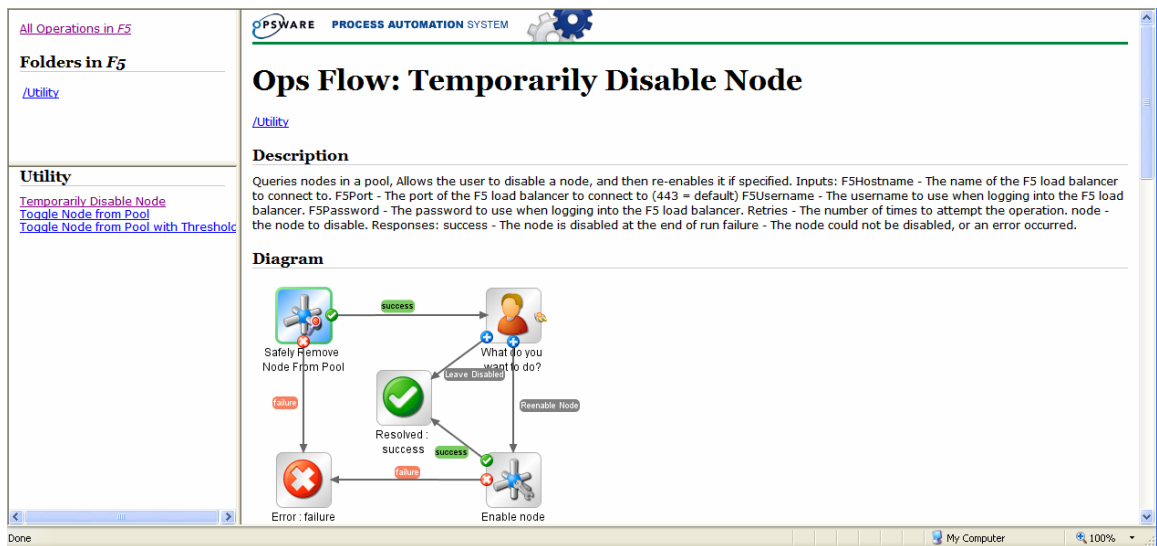 All Operations in F5
Folders in F5
/Utility
Utility
Temporarily Disable Node
Toggle Node from Pool
Toggle Node from Pool with Threshold
OPSWARE PROCESS AUTOMATION SYSTEM
Ops Flow: Temporarily Disable Node
/Utility
Description
Queries nodes in a pool, Allows the user to disable a node, and then re-enables it if specified. Inputs: F5Hostname - The name of the F5 load balancer
to connect to. F5Port - The port of the F5 load balancer to connect to (443 = default) F5Username - The username to use when logging into the F5 load
balancer. F5Password - The password to use when logging into the F5 load balancer. Retries - The number of times to attempt the operation. node -
the node to disable. Responses: success - The node is disabled at the end of run failure - The node could not be disabled, or an error occurred.
Diagram
success
Safely Remove
Node From Pool
What do you
want to do?
Leave Disabled
failure
Reenable Node
Resolved :
success
success
failure
Error : failure
Enable node
Done
My Computer
100%